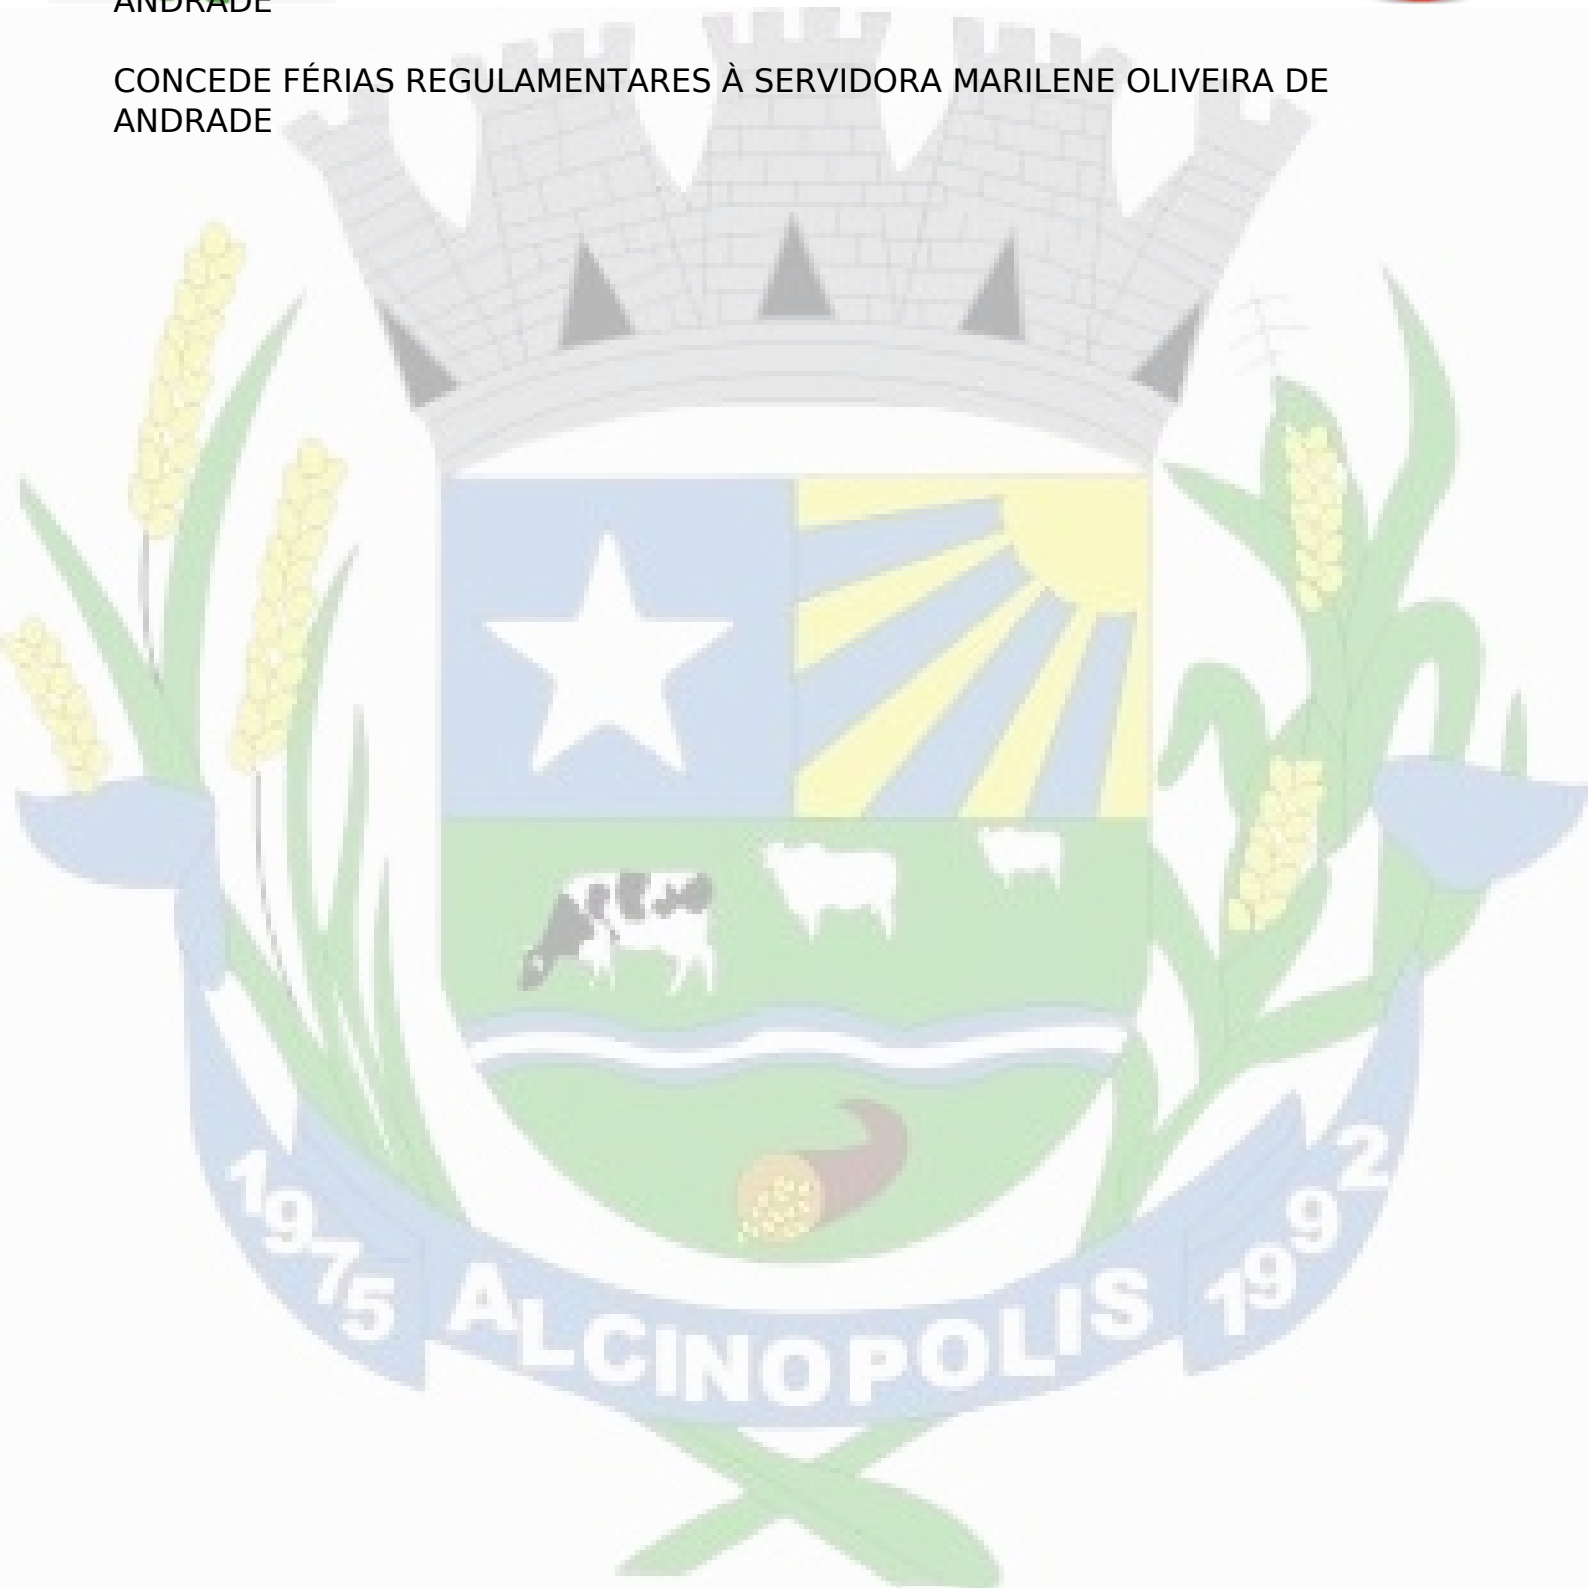 ANDRADE
CONCEDE FÉRIAS REGULAMENTARES À SERVIDORA MARILENE OLIVEIRA DE
ANDRADE
1975 ALCINOPOLIS 1992